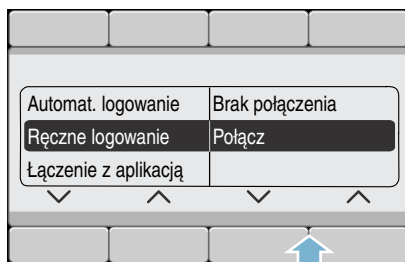 Automat. logowanie Brak połączenia
Ręczne logowanie Połącz
Łączenie z aplikacją